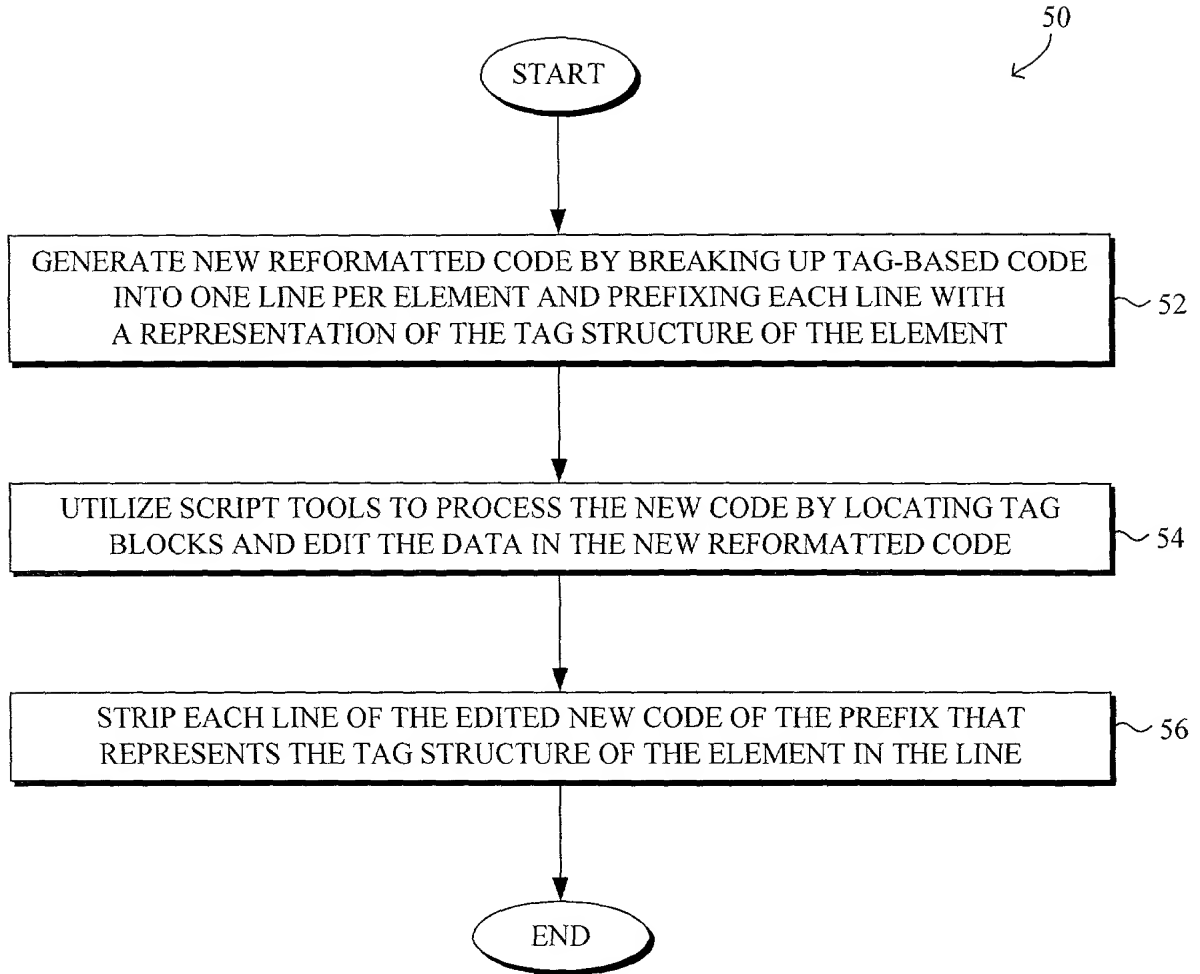 50
START
GENERATE NEW REFORMATTED CODE BY BREAKING UP TAG-BASED CODE
INTO ONE LINE PER ELEMENT AND PREFIXING EACH LINE WITH
A REPRESENTATION OF THE TAG STRUCTURE OF THE ELEMENT
52
UTILIZE SCRIPT TOOLS TO PROCESS THE NEW CODE BY LOCATING TAG
BLOCKS AND EDIT THE DATA IN THE NEW REFORMATTED CODE
54
STRIP EACH LINE OF THE EDITED NEW CODE OF THE PREFIX THAT
REPRESENTS THE TAG STRUCTURE OF THE ELEMENT IN THE LINE
56
END